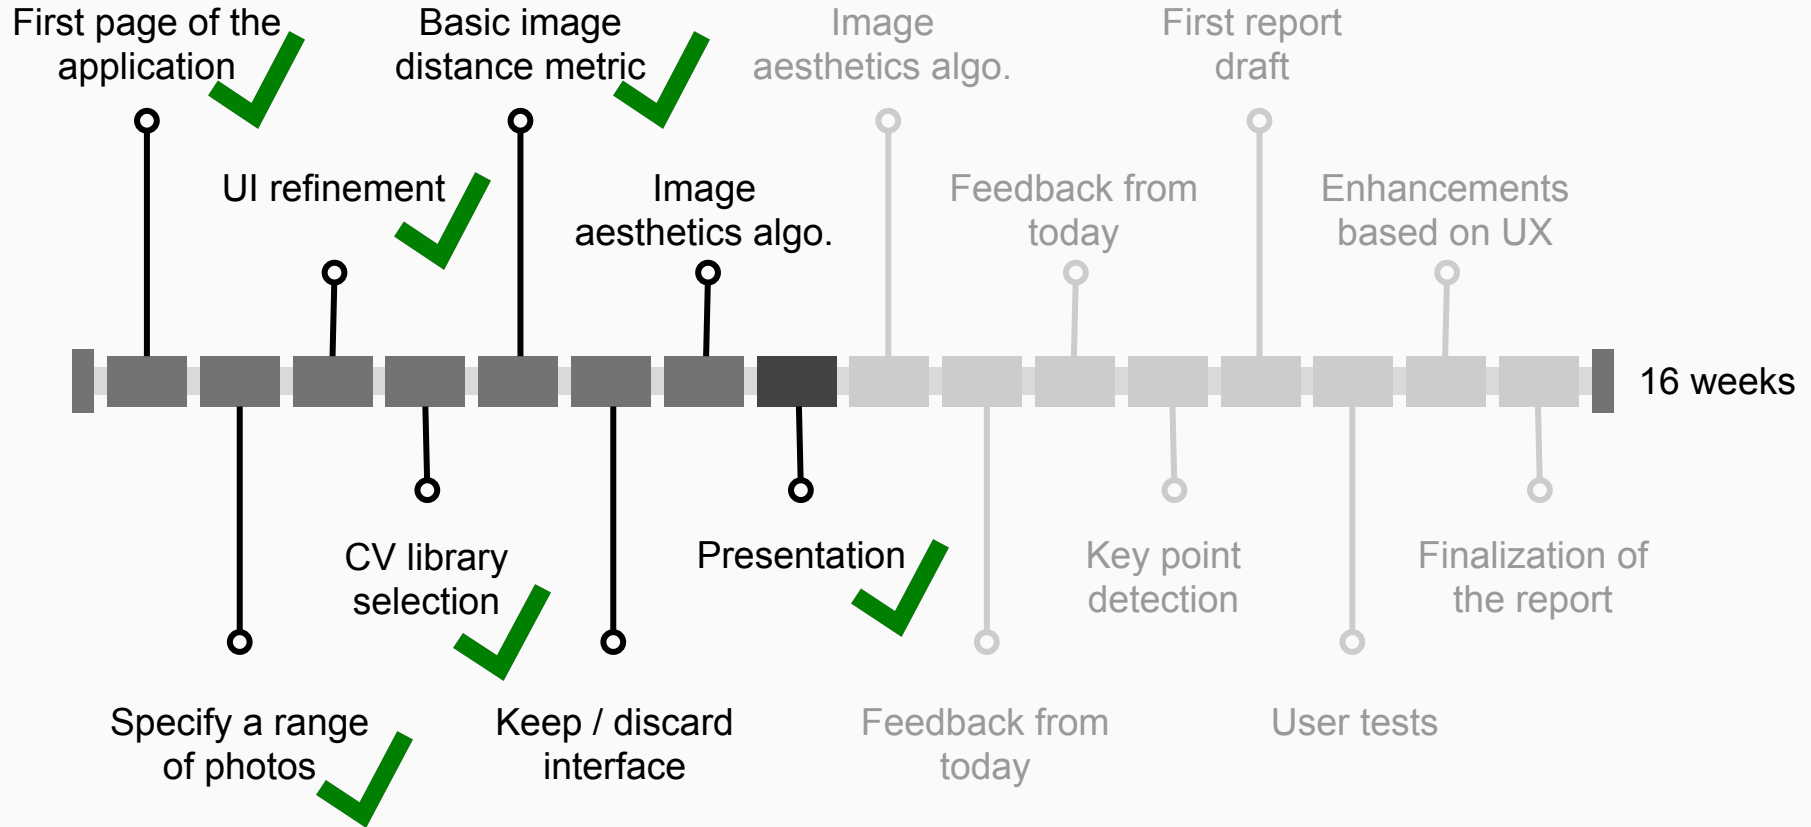 First page of the
application
Basic image
distance metric
Image
aesthetics algo.
First report
draft
UI refinement
Image
aesthetics algo.
Feedback from
today
Enhancements
based on UX
16 weeks
CV library
selection
Presentation
Key point
detection
Finalization of
the report
Specify a range
of photos
Keep / discard
interface
Feedback from
today
User tests